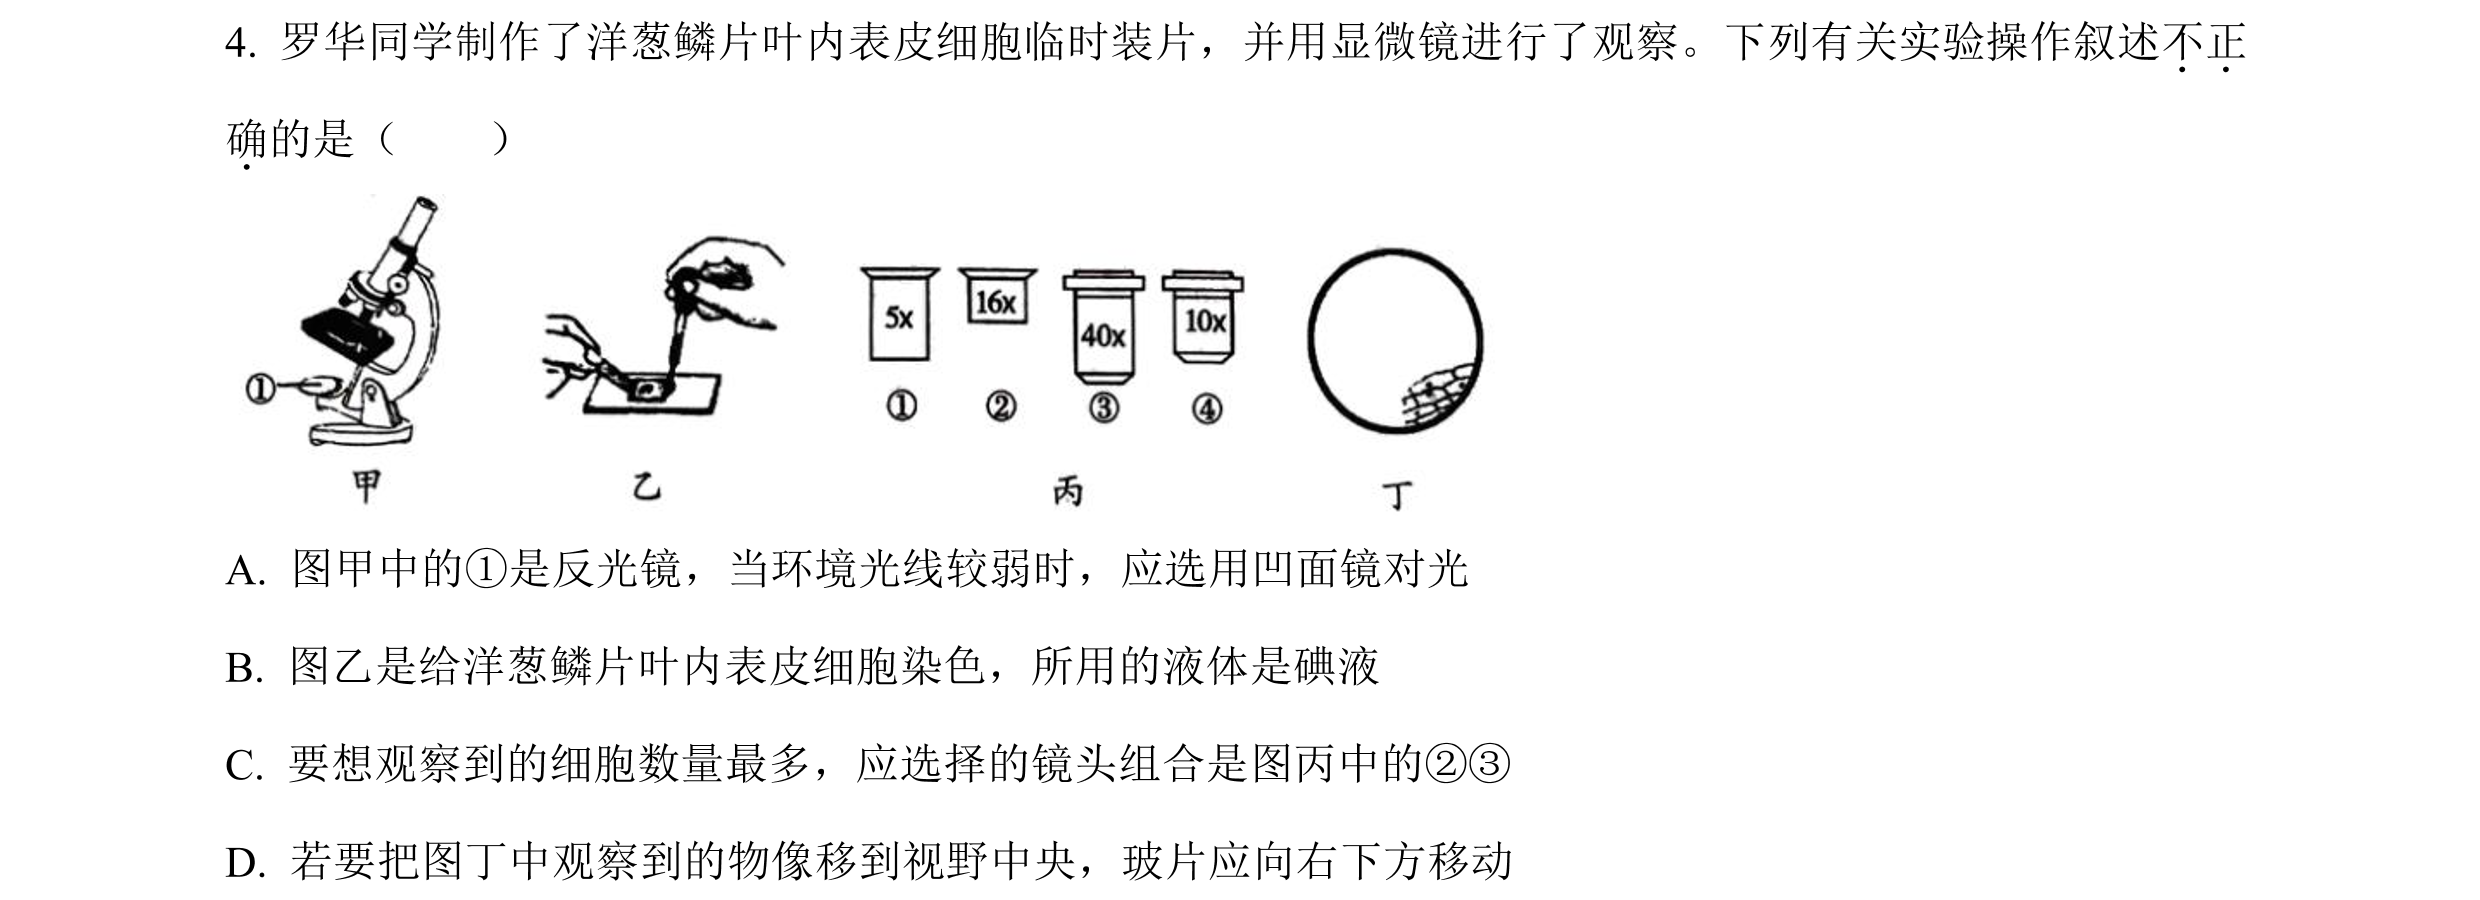 4. 罗华同学制作了洋葱鳞片叶内表皮细胞临时装片，并用显微镜进行了观察。下列有关实验操作叙述不正
确的是（　　）
5x 16x 40x 10x
①
① ② ③ ④
甲 乙 丙 丁
A. 图甲中的①是反光镜，当环境光线较弱时，应选用凹面镜对光
B. 图乙是给洋葱鳞片叶内表皮细胞染色，所用的液体是碘液
C. 要想观察到的细胞数量最多，应选择的镜头组合是图丙中的②③
D. 若要把图丁中观察到的物像移到视野中央，玻片应向右下方移动